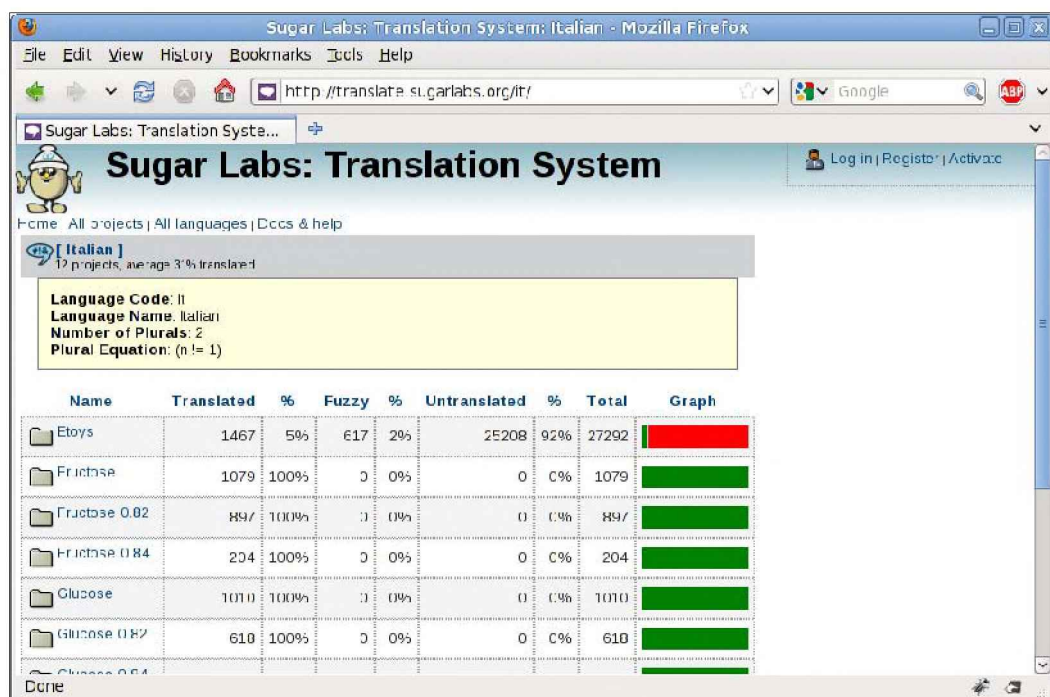 Sugar Labs: Translation System: Italian - Mozilla Firefox
File Edit View History Bookmarks Tools Help
http://translate.sugarlabs.org/it/ Google ABP
Sugar Labs: Translation Syste...
Sugar Labs: Translation System
Log in | Register | Activate
Home All projects | All languages | Docs & help
[ Italian ]
12 projects, average 31% translated
Language Code: it
Language Name: Italian
Number of Plurals: 2
Plural Equation: (n != 1)
Name Translated % Fuzzy % Untranslated % Total Graph
Etoys 1467 5% 617 2% 25208 92% 27292
Fructose 1079 100% 0 0% 0 0% 1079
Fructose 0.82 897 100% 0 0% 0 0% 897
Fructose 0.84 204 100% 0 0% 0 0% 204
Glucose 1010 100% 0 0% 0 0% 1010
Glucose 0.82 618 100% 0 0% 0 0% 618
Glucose 0.84
Done